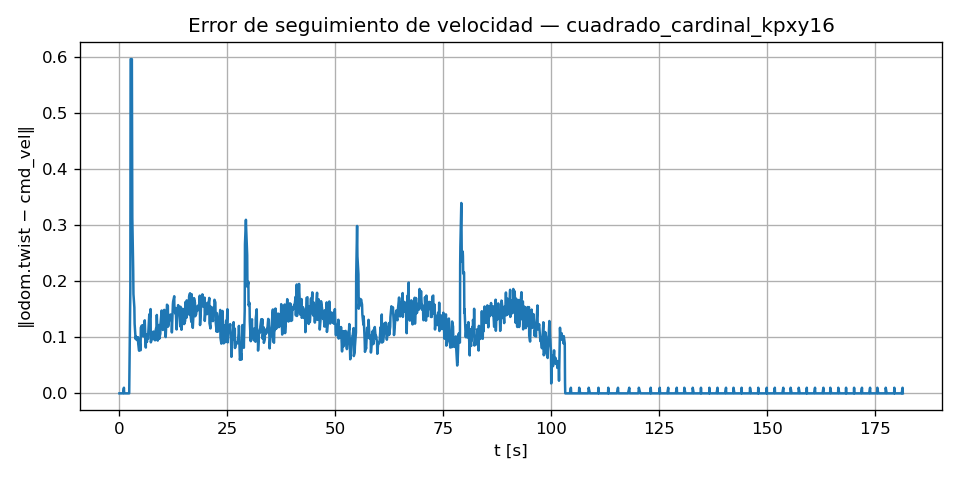 Error de seguimiento de velocidad — cuadrado_cardinal_kpxy16
‖odom.twist − cmd_vel‖
0.6
0.5
0.4
0.3
0.2
0.1
0.0
0 25 50 75 100 125 150 175
t [s]